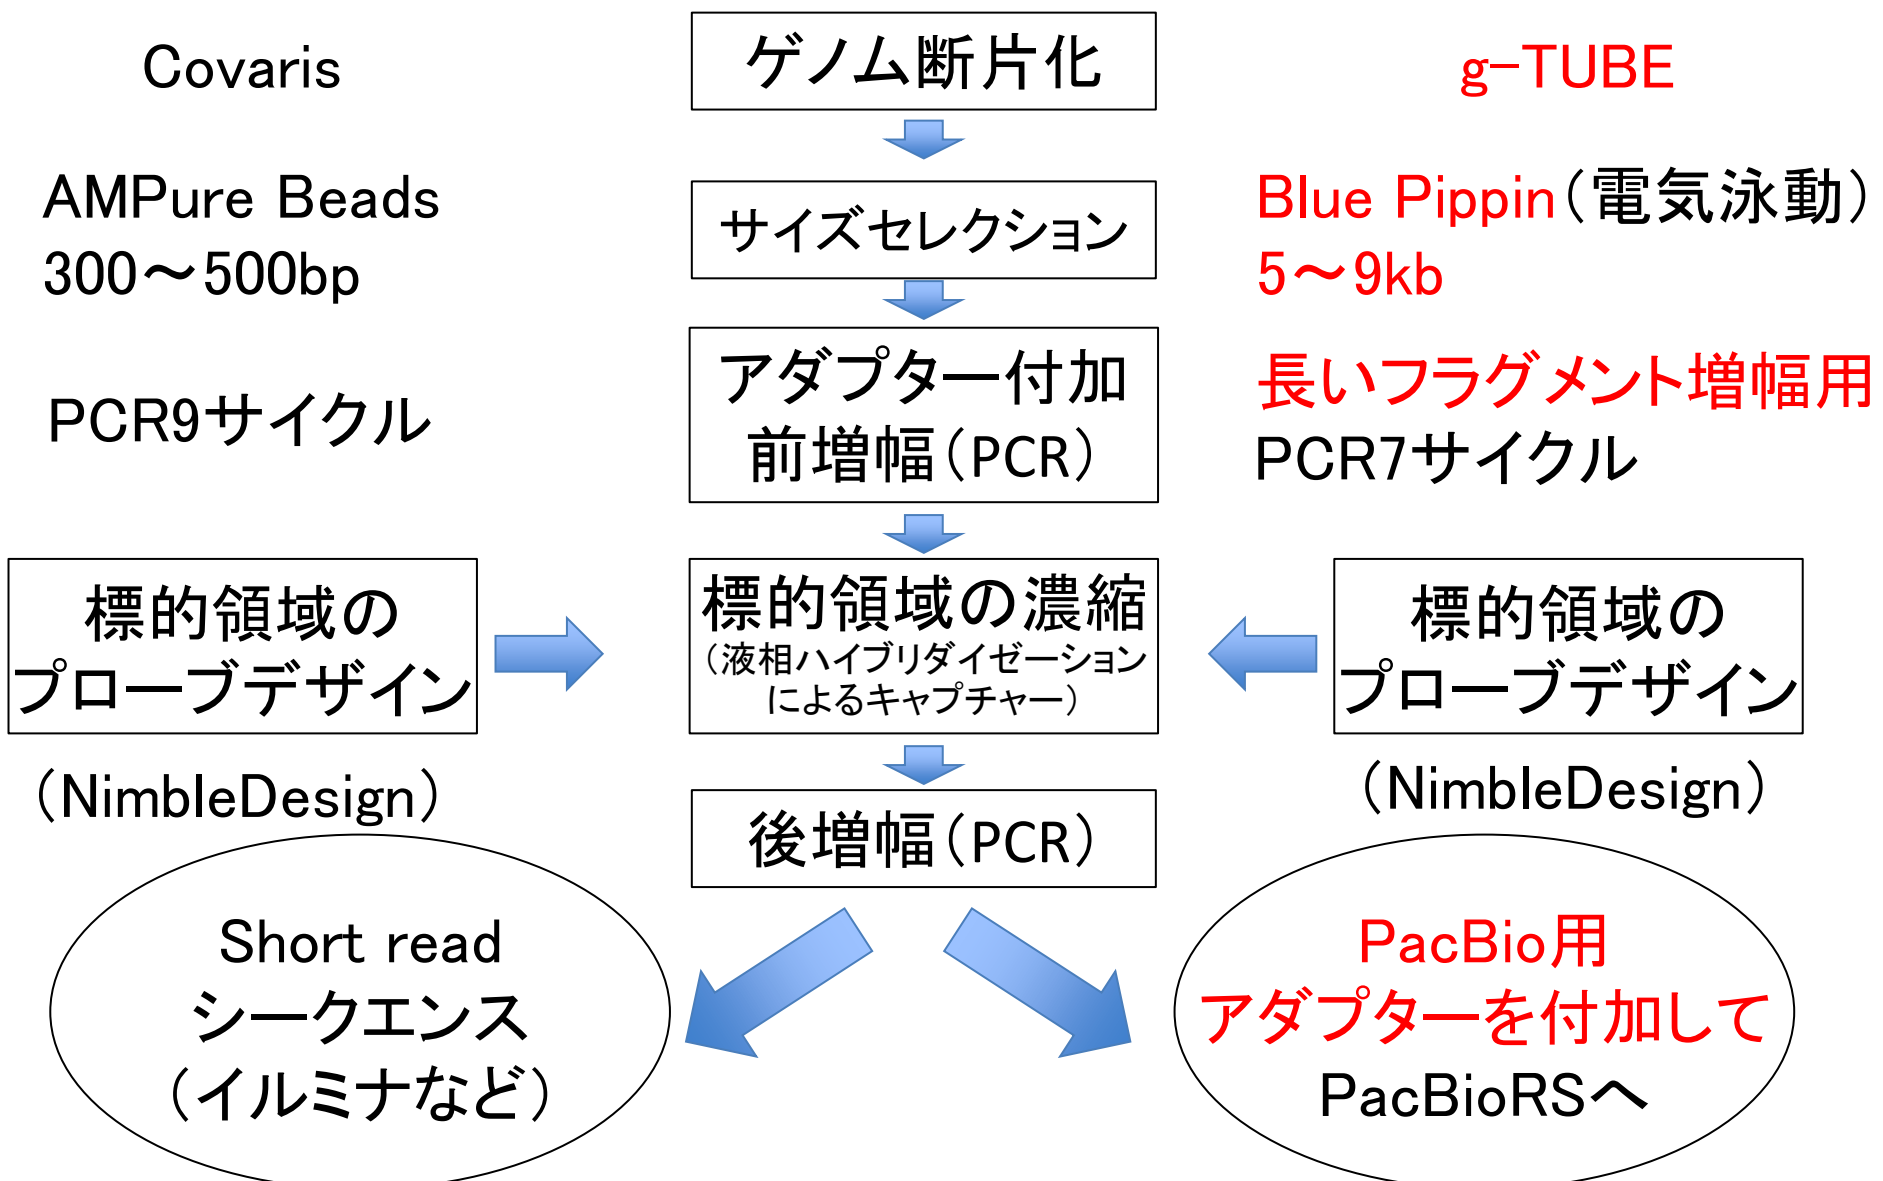 Covaris
ゲノム断片化
g-TUBE
AMPure Beads
300～500bp
サイズセレクション
Blue Pippin（電気泳動）
5～9kb
PCR9サイクル
アダプター付加
前増幅（PCR）
長いフラグメント増幅用
PCR7サイクル
標的領域の
プローブデザイン
（NimbleDesign）
標的領域の濃縮
（液相ハイブリダイゼーション
によるキャプチャー）
標的領域の
プローブデザイン
（NimbleDesign）
後増幅（PCR）
Short read
シークエンス
（イルミナなど）
PacBio用
アダプターを付加して
PacBioRSへ